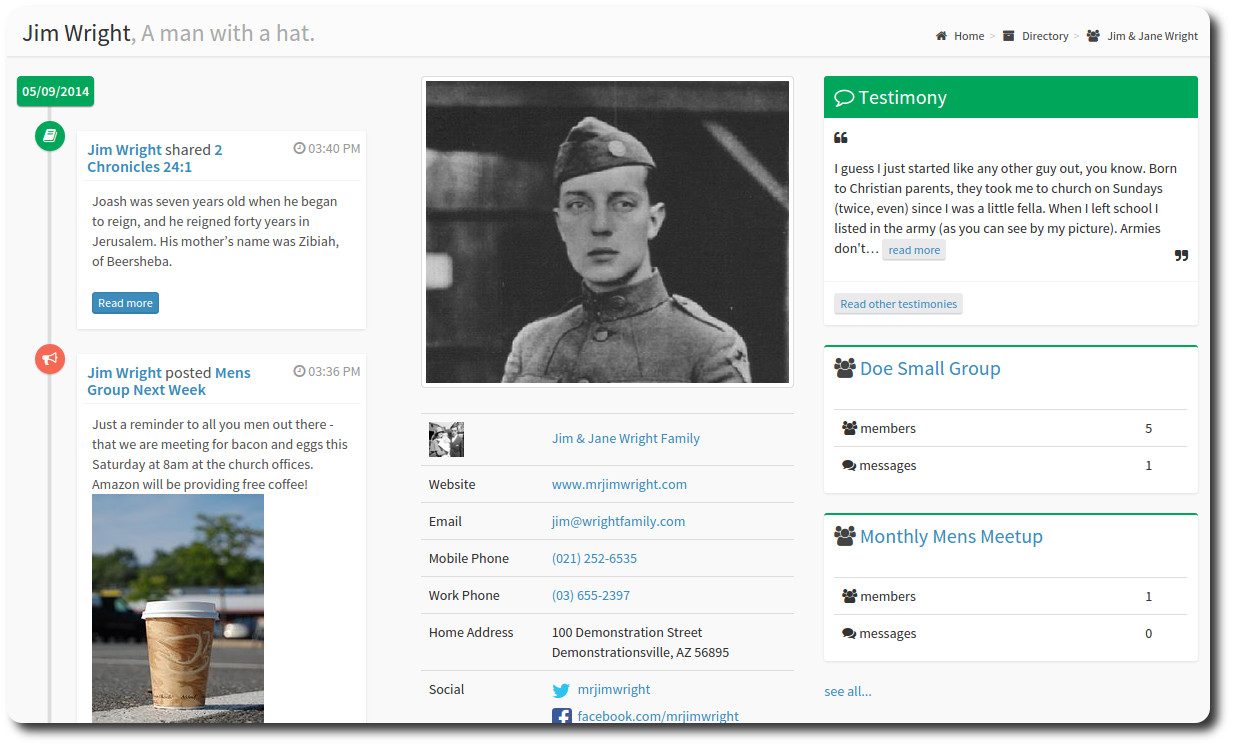 Jim Wright, A man with a hat.
Home > Directory > Jim & Jane Wright
05/09/2014
Jim Wright shared 2
Chronicles 24:1
03:40 PM
Joash was seven years old when he began
to reign, and he reigned forty years in
Jerusalem. His mother's name was Zibiah,
of Beersheba.
Read more
Jim Wright posted Mens
Group Next Week
03:36 PM
Just a reminder to all you men out there -
that we are meeting for bacon and eggs this
Saturday at 8am at the church offices.
Amazon will be providing free coffee!
Jim & Jane Wright Family
Website www.mrjimwright.com
Email jim@wrightfamily.com
Mobile Phone (021) 252-6535
Work Phone (03) 655-2397
Home Address 100 Demonstration Street
Demonstrationsville, AZ 56895
Social mrjimwright
facebook.com/mrjimwright
Testimony
“
I guess I just started like any other guy out, you know. Born
to Christian parents, they took me to church on Sundays
(twice, even) since I was a little fella. When I left school I
listed in the army (as you can see by my picture). Armies
don't… read more
”
Read other testimonies
Doe Small Group
members 5
messages 1
Monthly Mens Meetup
members 1
messages 0
see all...